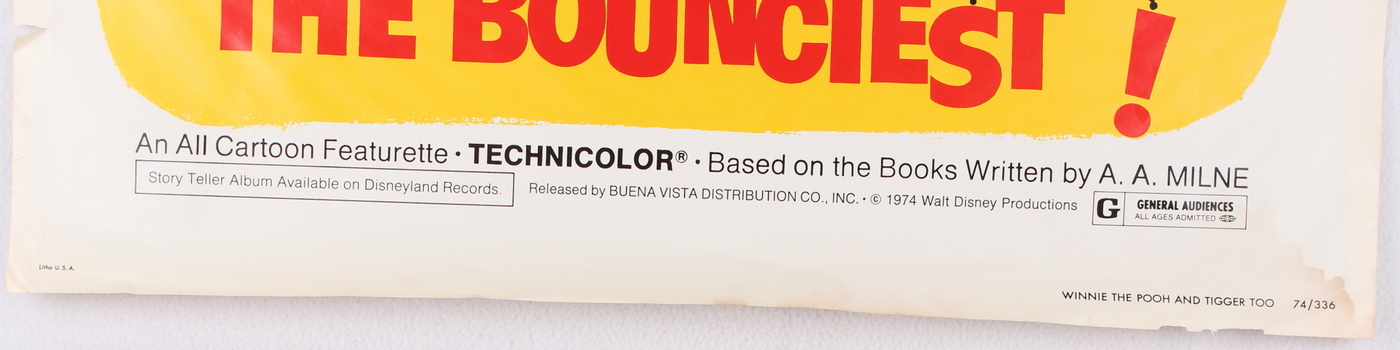 THE BOUNCIEST!
An All Cartoon Featurette · TECHNICOLOR® · Based on the Books Written by A. A. MILNE
Story Teller Album Available on Disneyland Records.
Released by BUENA VISTA DISTRIBUTION CO., INC. · © 1974 Walt Disney Productions
G GENERAL AUDIENCES
ALL AGES ADMITTED
Litho U.S.A.
WINNIE THE POOH AND TIGGER TOO 74/336